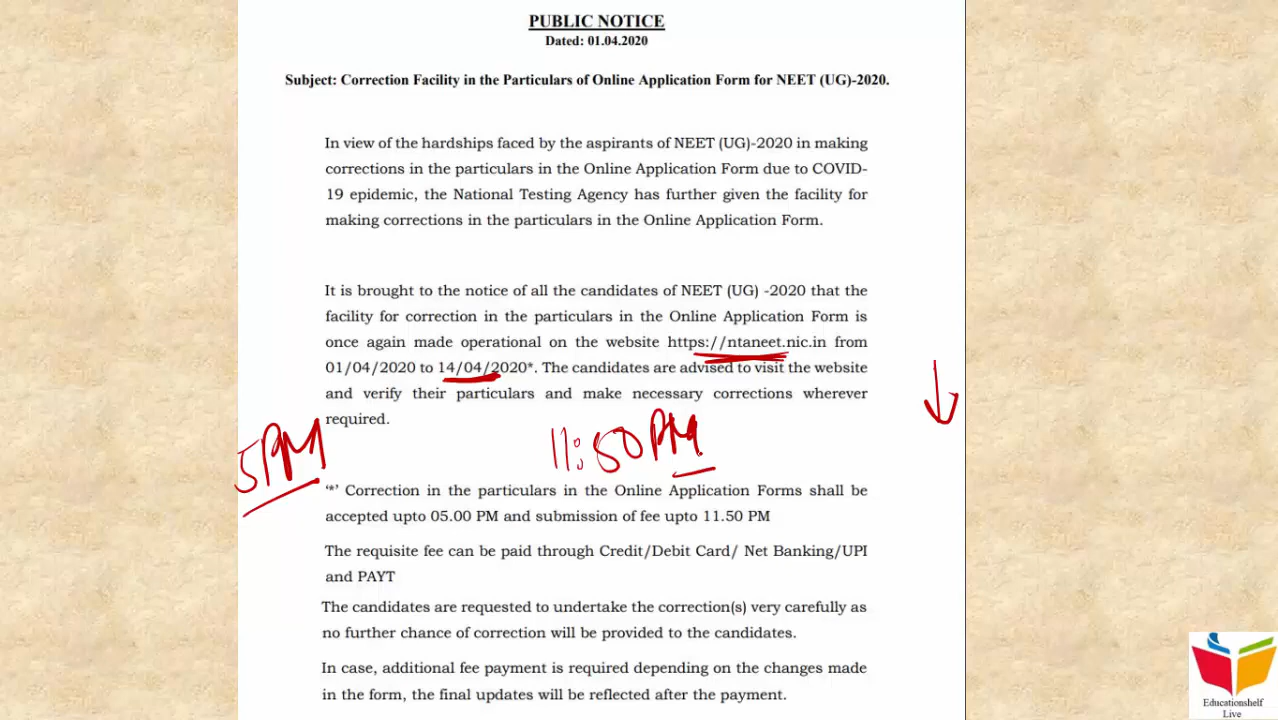 PUBLIC NOTICE
Dated: 01.04.2020
Subject: Correction Facility in the Particulars of Online Application Form for NEET (UG)-2020.
In view of the hardships faced by the aspirants of NEET (UG)-2020 in making
corrections in the particulars in the Online Application Form due to COVID-
19 epidemic, the National Testing Agency has further given the facility for
making corrections in the particulars in the Online Application Form.
It is brought to the notice of all the candidates of NEET (UG) -2020 that the
facility for correction in the particulars in the Online Application Form is
once again made operational on the website https://ntaneet.nic.in from
01/04/2020 to 14/04/2020*. The candidates are advised to visit the website
and verify their particulars and make necessary corrections wherever
required.
5PM
11:50PM
'*' Correction in the particulars in the Online Application Forms shall be
accepted upto 05.00 PM and submission of fee upto 11.50 PM
The requisite fee can be paid through Credit/Debit Card/ Net Banking/UPI
and PAYT
The candidates are requested to undertake the correction(s) very carefully as
no further chance of correction will be provided to the candidates.
In case, additional fee payment is required depending on the changes made
in the form, the final updates will be reflected after the payment.
Educationshelf
Live